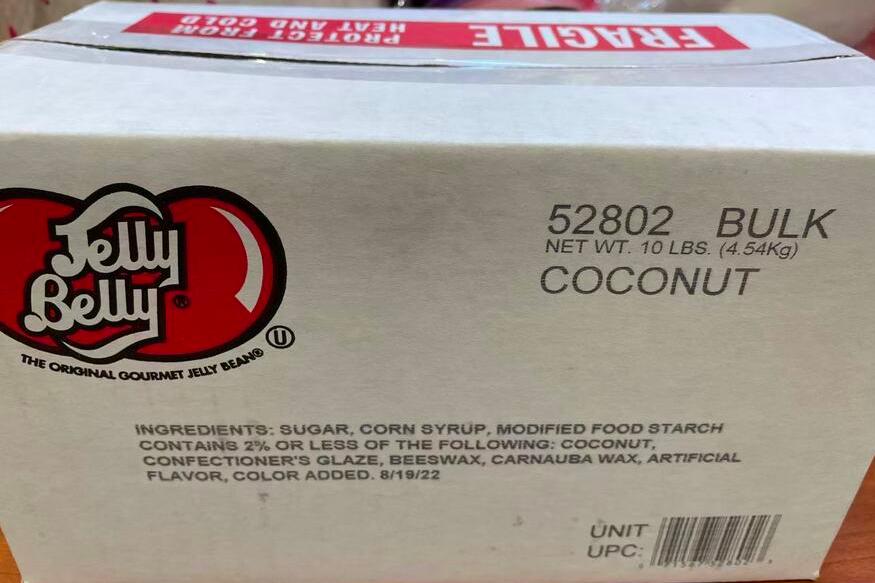 PROTECT FROM
HEAT AND COLD
FRAGILE
Jelly
Belly®
THE ORIGINAL GOURMET JELLY BEAN®
U
52802 BULK
NET WT. 10 LBS. (4.54Kg)
COCONUT
INGREDIENTS: SUGAR, CORN SYRUP, MODIFIED FOOD STARCH
CONTAINS 2% OR LESS OF THE FOLLOWING: COCONUT,
CONFECTIONER'S GLAZE, BEESWAX, CARNAUBA WAX, ARTIFICIAL
FLAVOR, COLOR ADDED. 8/19/22
UNIT
UPC: